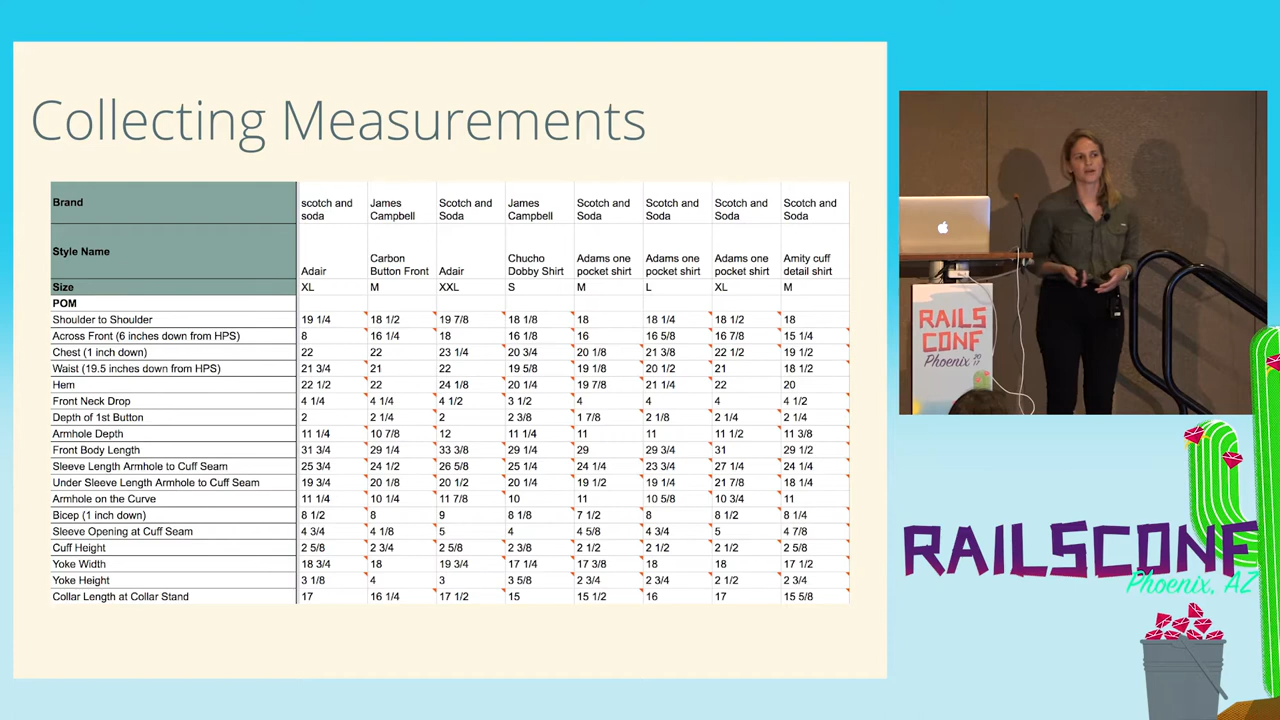 Collecting Measurements
Brand scotch and soda James Campbell Scotch and Soda James Campbell Scotch and Soda Scotch and Soda Scotch and Soda Scotch and Soda
Style Name Adair Carbon Button Front Adair Chucho Dobby Shirt Adams one pocket shirt Adams one pocket shirt Adams one pocket shirt Amity cuff detail shirt
Size XL M XXL S M L XL M
POM
Shoulder to Shoulder 19 1/4 18 1/2 19 7/8 18 1/8 18 18 1/4 18 1/2 18
Across Front (6 inches down from HPS) 8 16 1/4 18 16 1/8 16 16 5/8 16 7/8 15 1/4
Chest (1 inch down) 22 22 23 1/4 20 3/4 20 1/8 21 3/8 22 1/2 19 1/2
Waist (19.5 inches down from HPS) 21 3/4 21 22 19 5/8 19 1/8 20 1/2 21 18 1/2
Hem 22 1/2 22 24 1/8 20 1/4 19 7/8 21 1/4 22 20
Front Neck Drop 4 1/4 4 1/4 4 1/2 3 1/2 4 4 4 4 1/2
Depth of 1st Button 2 2 1/4 2 2 3/8 1 7/8 2 1/8 2 1/4 2 1/4
Armhole Depth 11 1/4 10 7/8 12 11 1/4 11 11 11 1/2 11 3/8
Front Body Length 31 3/4 29 1/4 33 3/8 29 1/4 29 29 3/4 31 29 1/2
Sleeve Length Armhole to Cuff Seam 25 3/4 24 1/2 26 5/8 25 1/4 24 1/4 23 3/4 27 1/4 24 1/4
Under Sleeve Length Armhole to Cuff Seam 19 3/4 20 1/8 20 1/2 20 1/4 19 1/2 19 1/4 21 7/8 18 1/4
Armhole on the Curve 11 1/4 10 1/4 11 7/8 10 11 10 5/8 10 3/4 11
Bicep (1 inch down) 8 1/2 8 9 8 1/8 7 1/2 8 8 1/2 8 1/4
Sleeve Opening at Cuff Seam 4 3/4 4 1/8 5 4 4 5/8 4 3/4 5 4 7/8
Cuff Height 2 5/8 2 3/4 2 5/8 2 3/8 2 1/2 2 1/2 2 1/2 2 5/8
Yoke Width 18 3/4 18 19 3/4 17 1/4 17 3/8 18 18 17 1/2
Yoke Height 3 1/8 4 3 3 5/8 2 3/4 2 3/4 2 1/2 2 3/4
Collar Length at Collar Stand 17 16 1/4 17 1/2 15 15 1/2 16 17 15 5/8
RAILS
CONF
Phoenix 2017
RAILSCONF
Phoenix, AZ